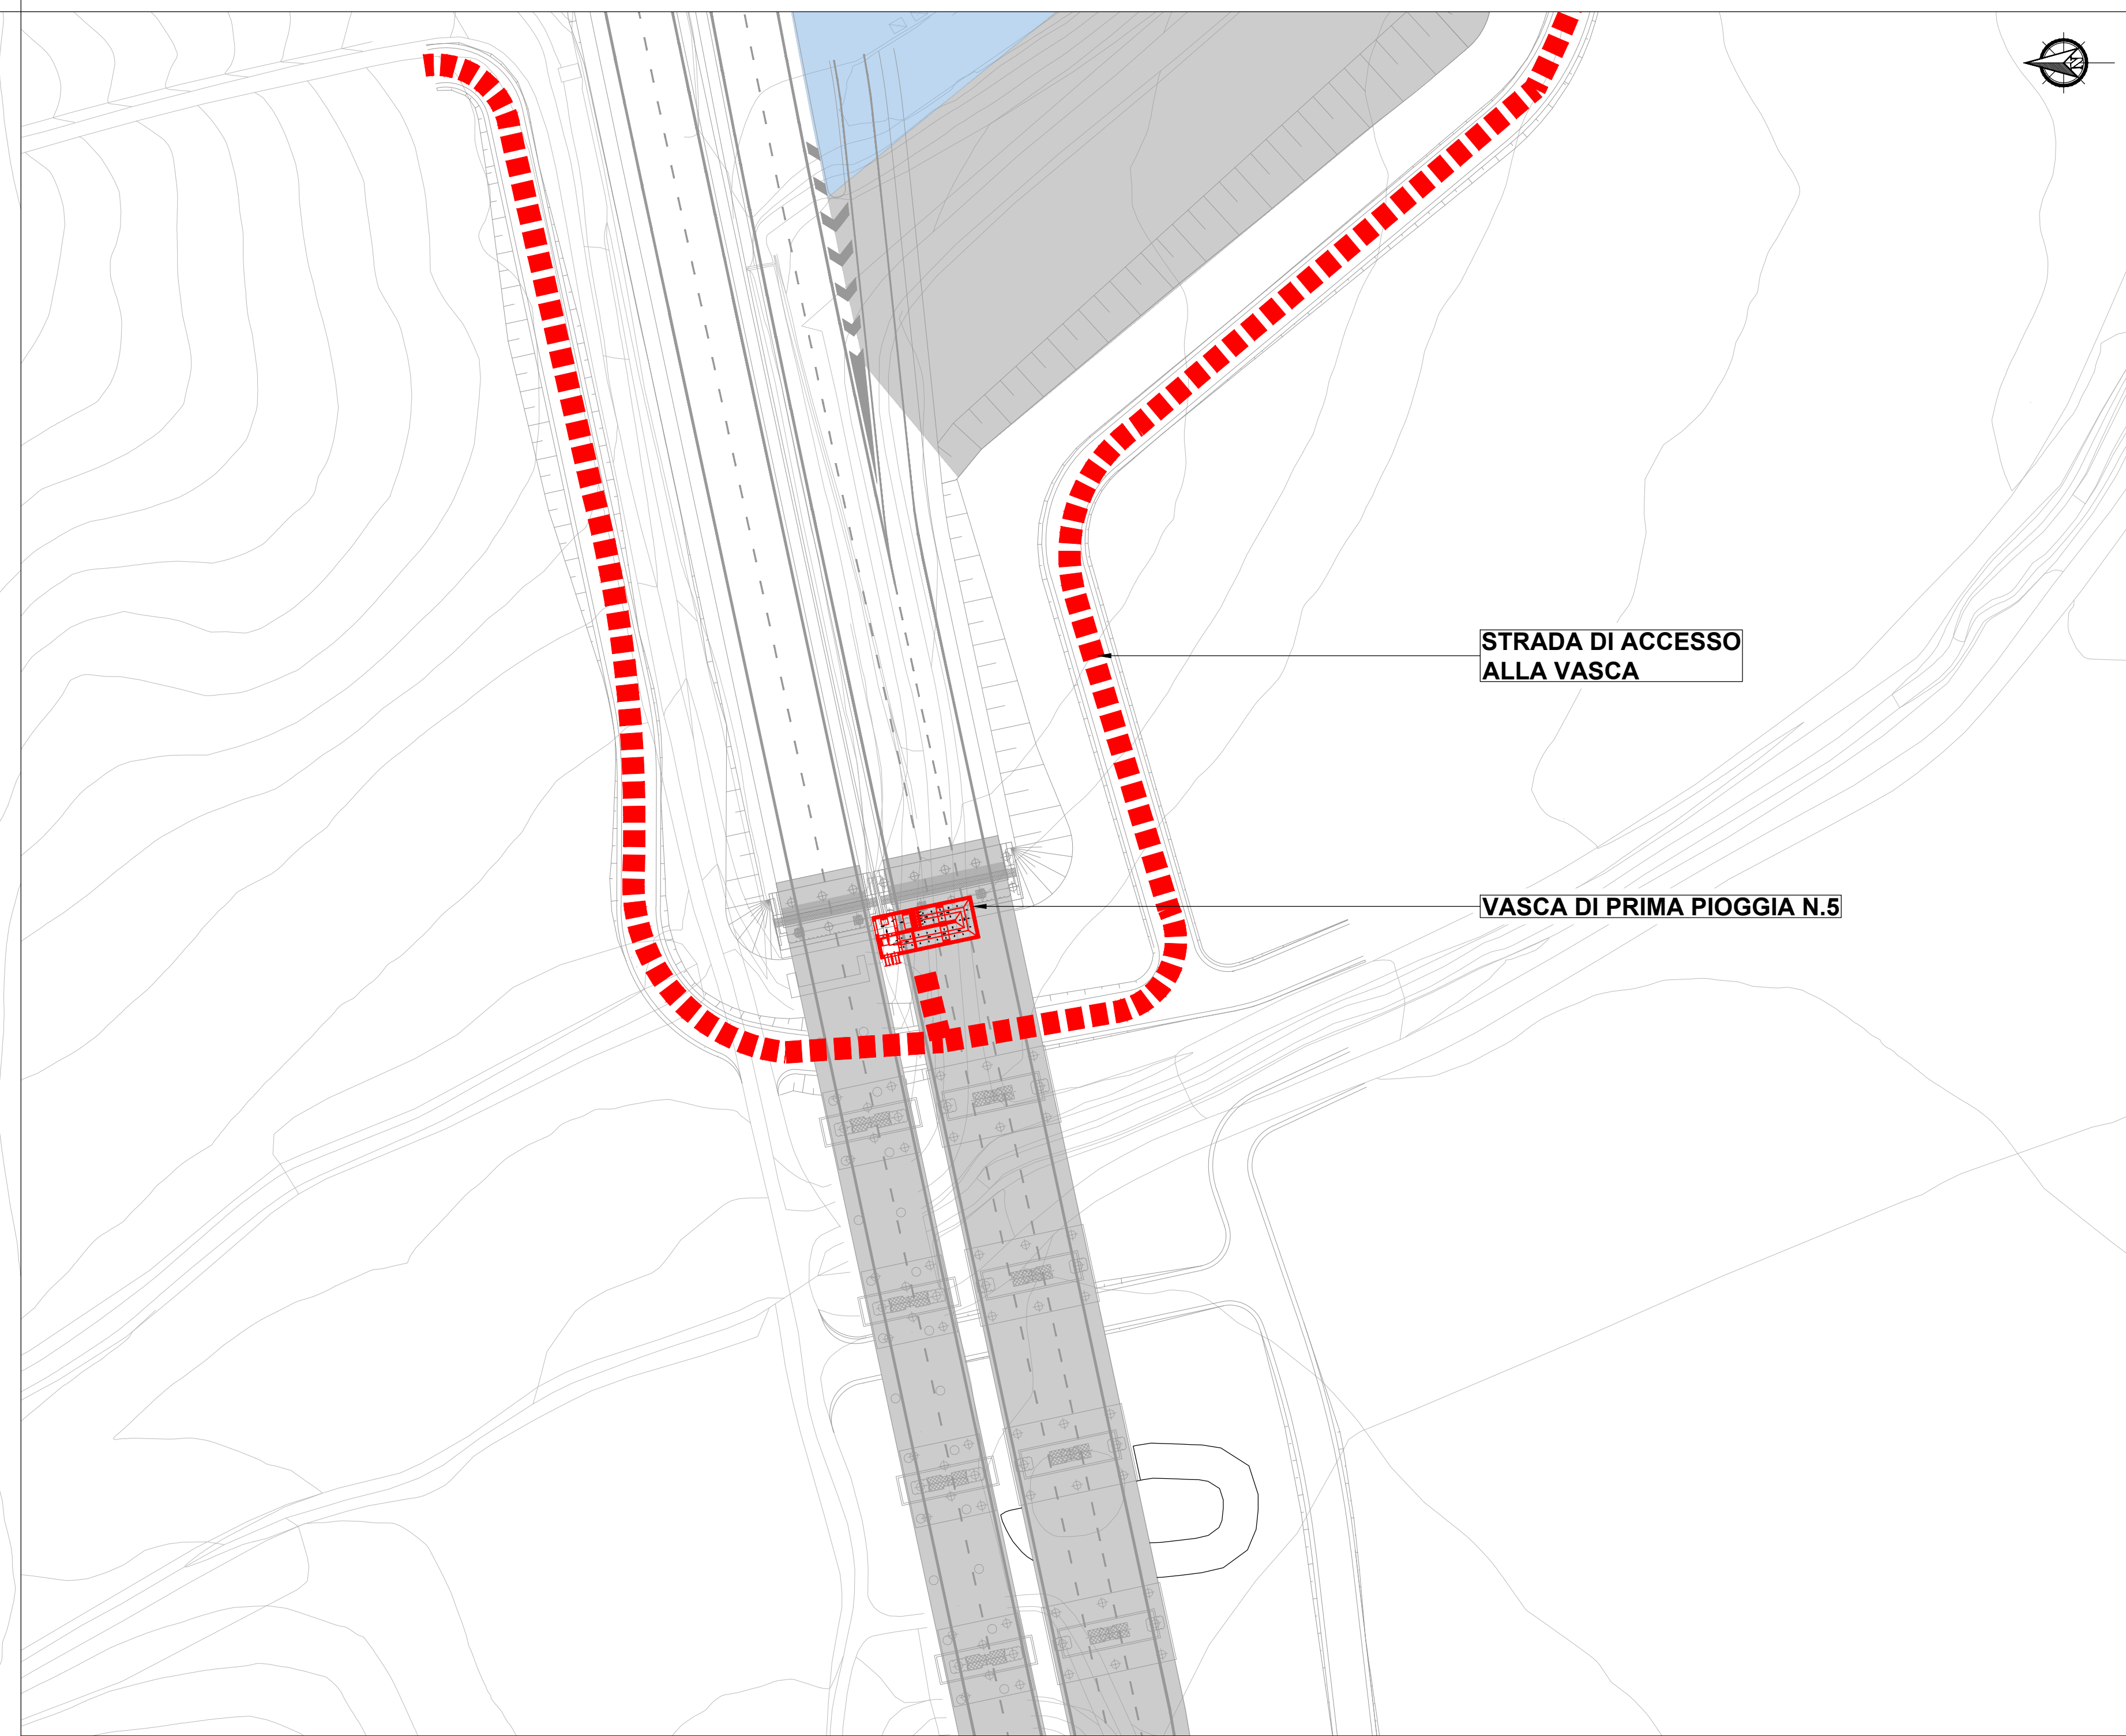 N
STRADA DI ACCESSO
ALLA VASCA
VASCA DI PRIMA PIOGGIA N.5